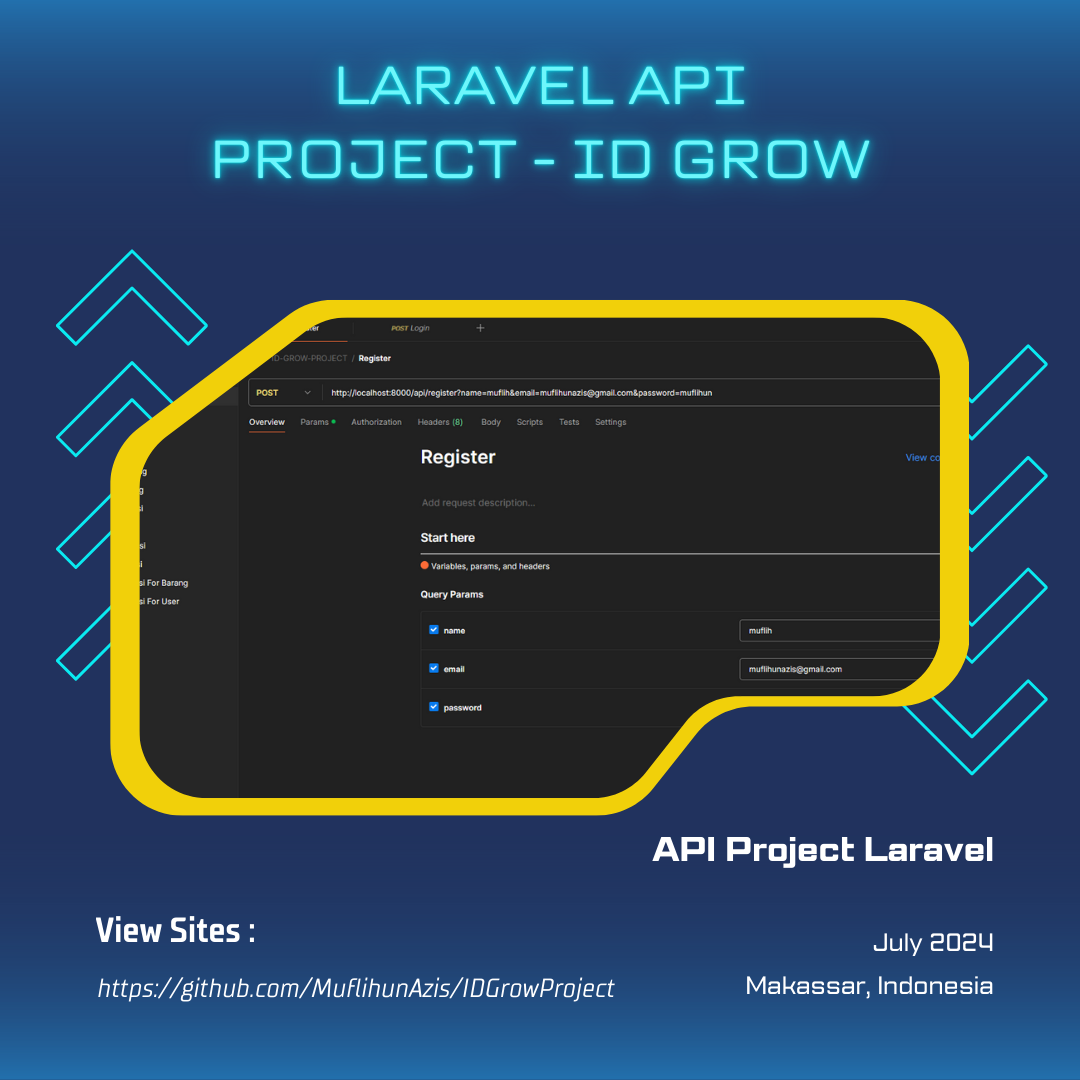 LARAVEL API
PROJECT - ID GROW
POST Login
ID-GROW-PROJECT / Register
POST http://localhost:8000/api/register?name=muflih&email=muflihunazis@gmail.com&password=muflihun
Overview Params Authorization Headers (8) Body Scripts Tests Settings
Register
View co
Add request description...
Start here
Variables, params, and headers
Query Params
si For Barang
si For User
name muflih
email muflihunazis@gmail.com
password
API Project Laravel
View Sites :
https://github.com/MuflihunAzis/IDGrowProject
July 2024
Makassar, Indonesia